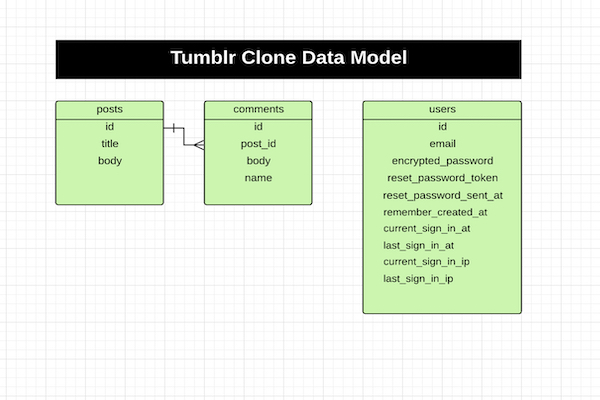 Tumblr Clone Data Model
posts
id
title
body
comments
id
post_id
body
name
users
id
email
encrypted_password
reset_password_token
reset_password_sent_at
remember_created_at
current_sign_in_at
last_sign_in_at
current_sign_in_ip
last_sign_in_ip